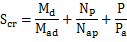 S_cr = M_d/M_ad + N_P/N_ap + P/P_a